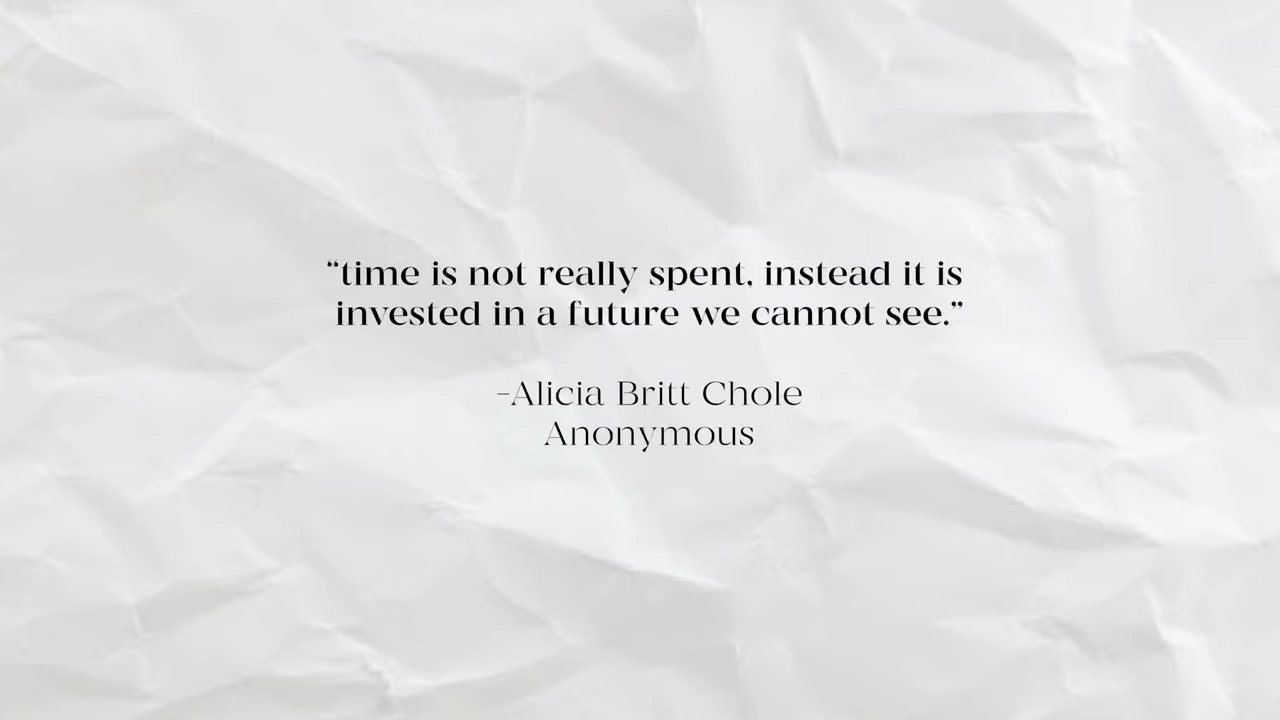 “time is not really spent, instead it is
invested in a future we cannot see.”
-Alicia Britt Chole
Anonymous